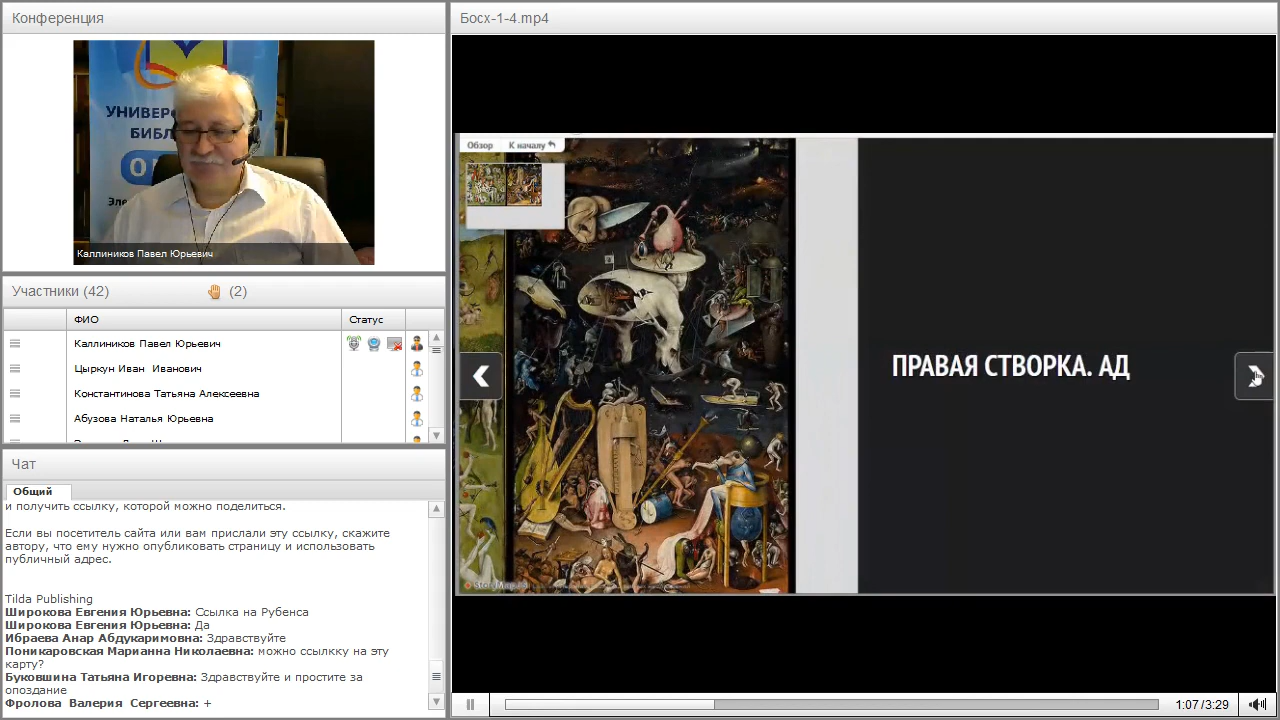 Конференция
УНИВЕР
БИБЛ
О
Каллиников Павел Юрьевич
Участники (42)
(2)
ФИО
Статус
Каллиников Павел Юрьевич
Цыркун Иван Иванович
Константинова Татьяна Алексеевна
Абузова Наталья Юрьевна
Чат
Общий
и получить ссылку, которой можно поделиться.
Если вы посетитель сайта или вам прислали эту ссылку, скажите
автору, что ему нужно опубликовать страницу и использовать
публичный адрес.
Tilda Publishing
Широкова Евгения Юрьевна: Ссылка на Рубенса
Широкова Евгения Юрьевна: Да
Ибраева Анар Абдукаримовна: Здравствуйте
Поникаровская Марианна Николаевна: можно ссылкку на эту
карту?
Буковшина Татьяна Игоревна: Здравствуйте и простите за
опоздание
Фролова Валерия Сергеевна: +
Босх-1-4.mp4
Обзор
К началу
ПРАВАЯ СТВОРКА. АД
1:07/3:29